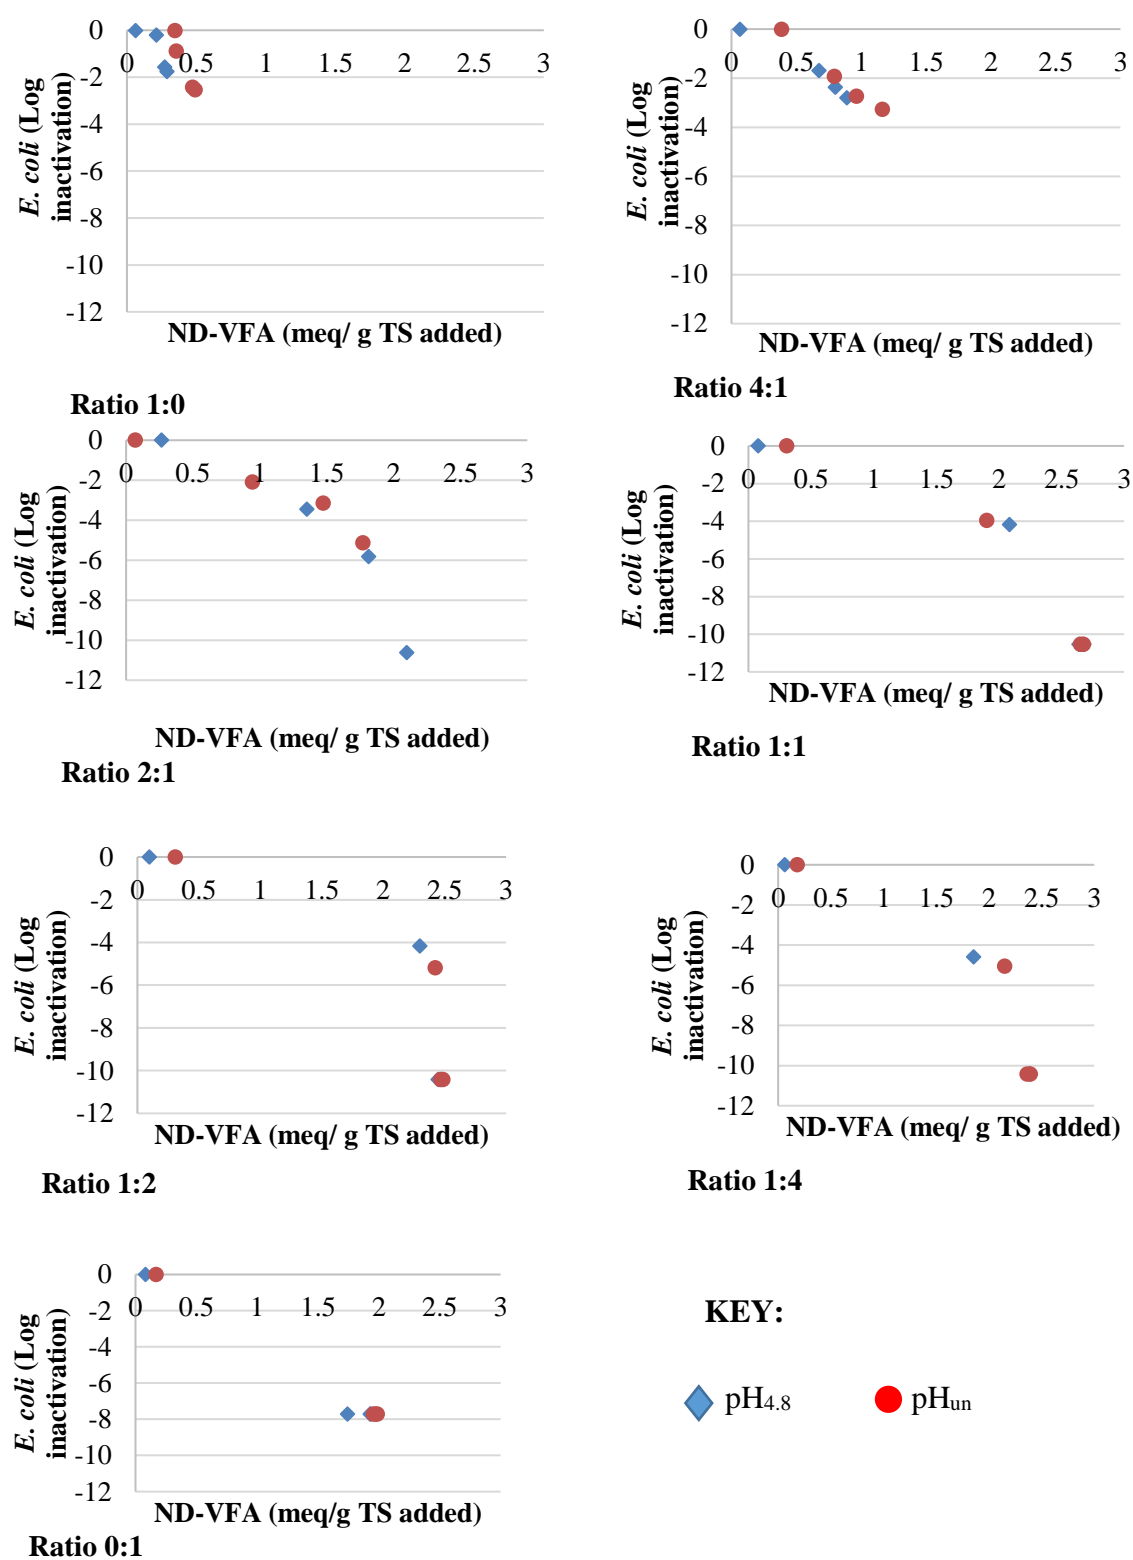 0
-2
-4
-6
-8
-10
-12
0 0.5 1 1.5 2 2.5 3
E. coli (Log
inactivation)
ND-VFA (meq/ g TS added)
Ratio 1:0
0
-2
-4
-6
-8
-10
-12
0 0.5 1 1.5 2 2.5 3
E. coli (Log
inactivation)
ND-VFA (meq/ g TS added)
Ratio 4:1
0
-2
-4
-6
-8
-10
-12
0 0.5 1 1.5 2 2.5 3
E. coli (Log
inactivation)
ND-VFA (meq/ g TS added)
Ratio 2:1
0
-2
-4
-6
-8
-10
-12
0 0.5 1 1.5 2 2.5 3
E. coli (Log
inactivation)
ND-VFA (meq/ g TS added)
Ratio 1:1
0
-2
-4
-6
-8
-10
-12
0 0.5 1 1.5 2 2.5 3
E. coli (Log
inactivation)
ND-VFA (meq/ g TS added)
Ratio 1:2
0
-2
-4
-6
-8
-10
-12
0 0.5 1 1.5 2 2.5 3
E. coli (Log
inactivation)
ND-VFA (meq/ g TS added)
Ratio 1:4
0
-2
-4
-6
-8
-10
-12
0 0.5 1 1.5 2 2.5 3
E. coli (Log
inactivation)
ND-VFA (meq/g TS added)
Ratio 0:1
KEY:
pH4.8 pHun